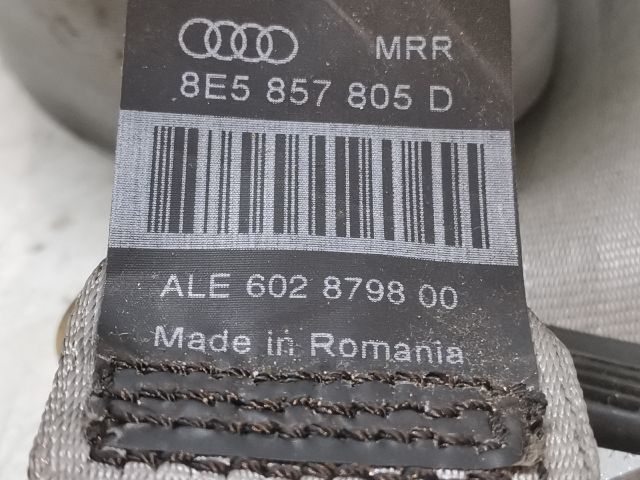 MRR
8E5 857 805 D
ALE 602 8798 00
Made in Romania